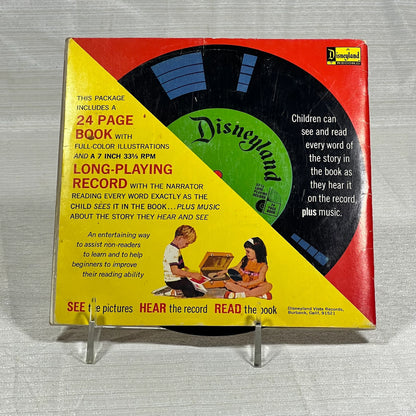 Disneyland
THIS PACKAGE
INCLUDES A
24 PAGE
BOOK WITH
FULL-COLOR ILLUSTRATIONS
AND A 7 INCH 33⅓ RPM
LONG-PLAYING
RECORD WITH THE NARRATOR
READING EVERY WORD EXACTLY AS THE
CHILD SEES IT IN THE BOOK...PLUS MUSIC
ABOUT THE STORY THEY HEAR AND SEE
An entertaining way
to assist non-readers
to learn and to help
beginners to improve
their reading ability
Disneyland
Children can
see and read
every word of
the story in
the book as
they hear it
on the record,
plus music.
SEE the pictures HEAR the record READ the book
Disneyland Vista Records,
Burbank, Calif. 91521